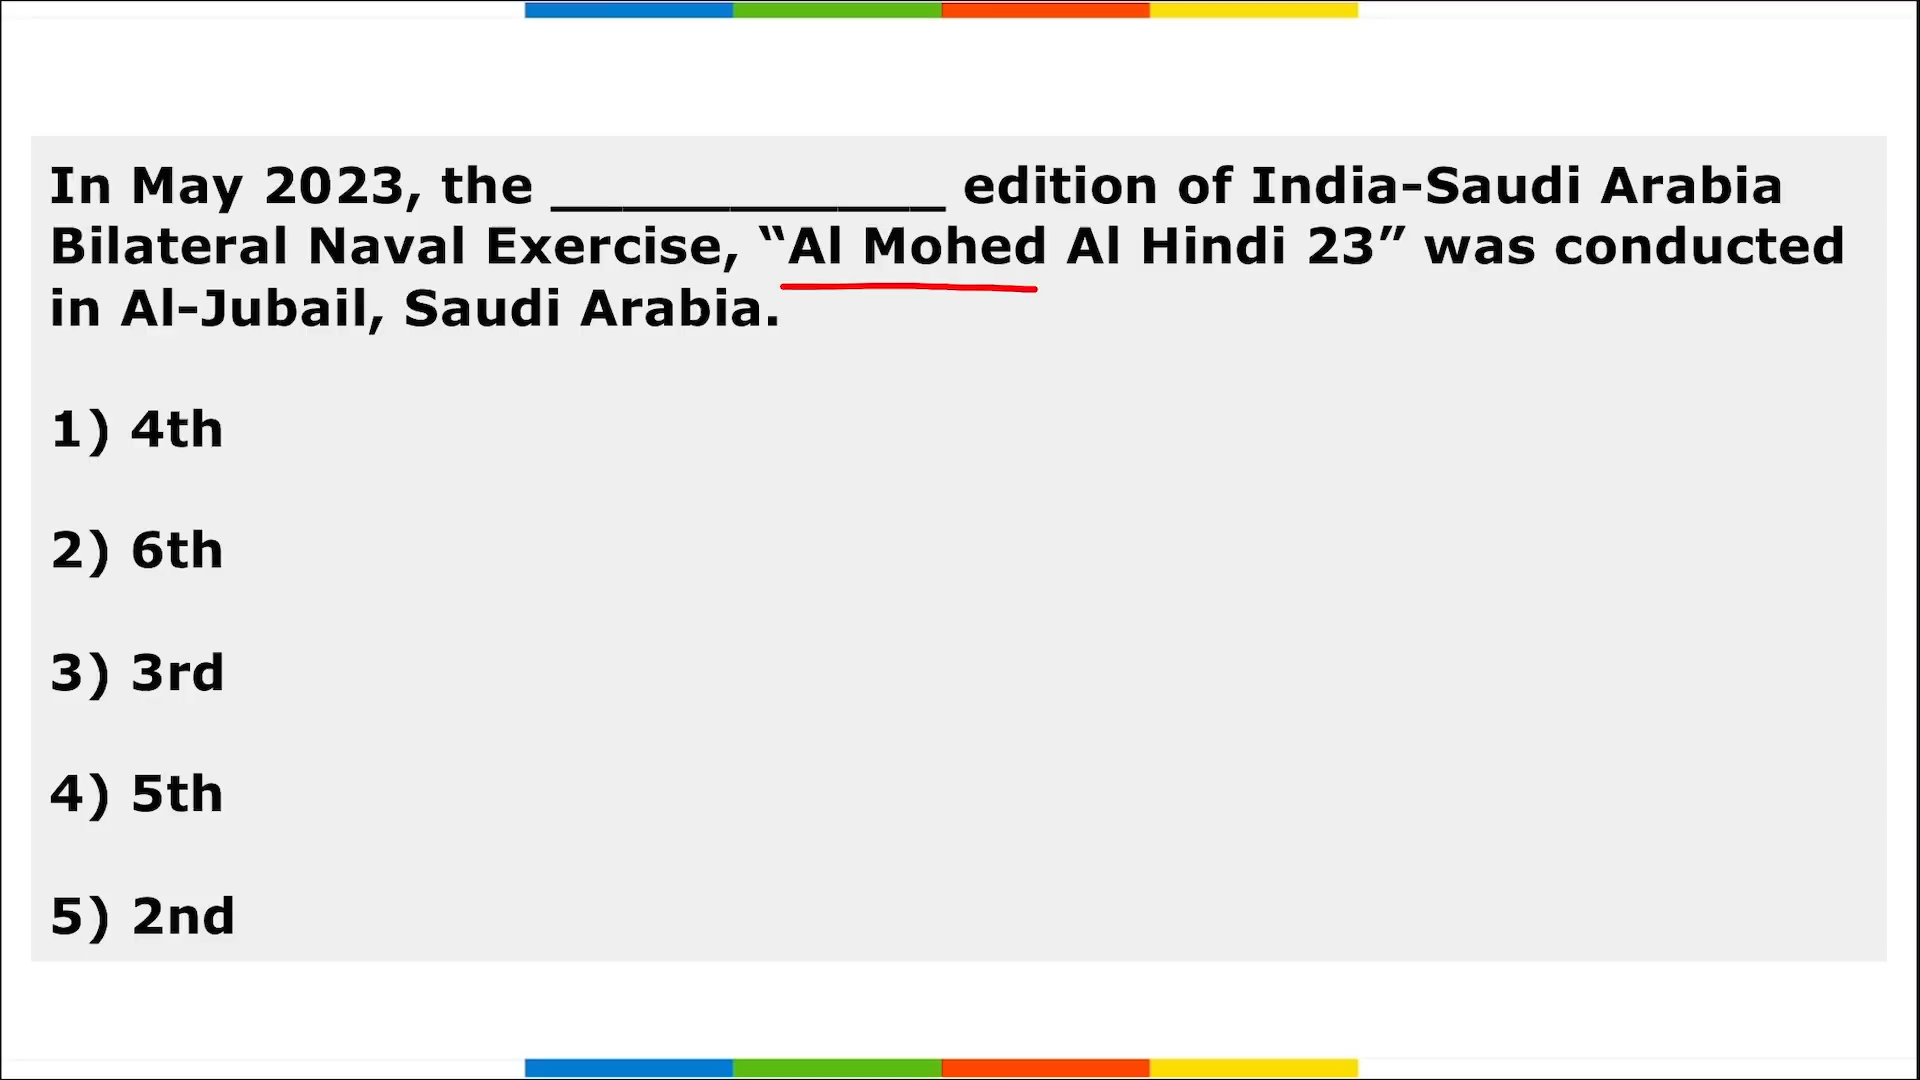 In May 2023, the ___________ edition of India-Saudi Arabia
Bilateral Naval Exercise, “Al Mohed Al Hindi 23” was conducted
in Al-Jubail, Saudi Arabia.
1) 4th
2) 6th
3) 3rd
4) 5th
5) 2nd